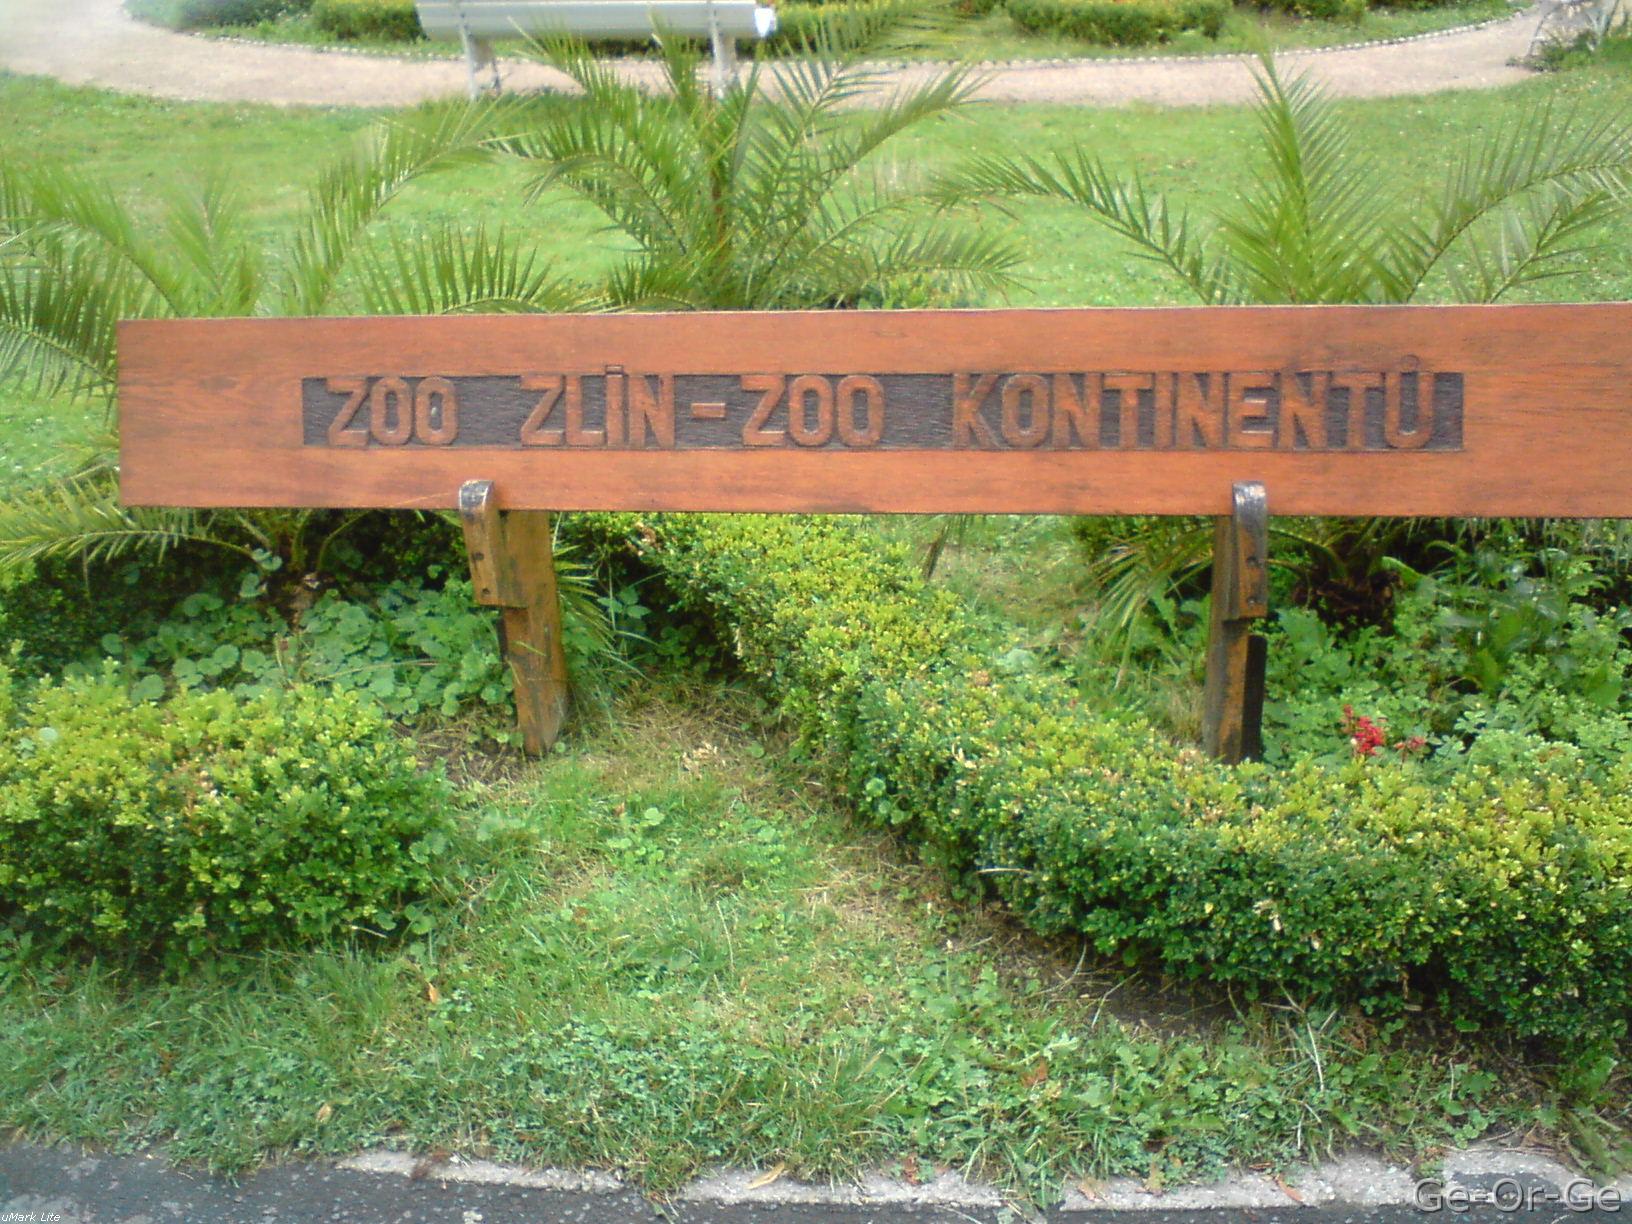 ZOO ZLÍN-ZOO KONTINENTŮ
Ge-Or-Ge
uMark Lite